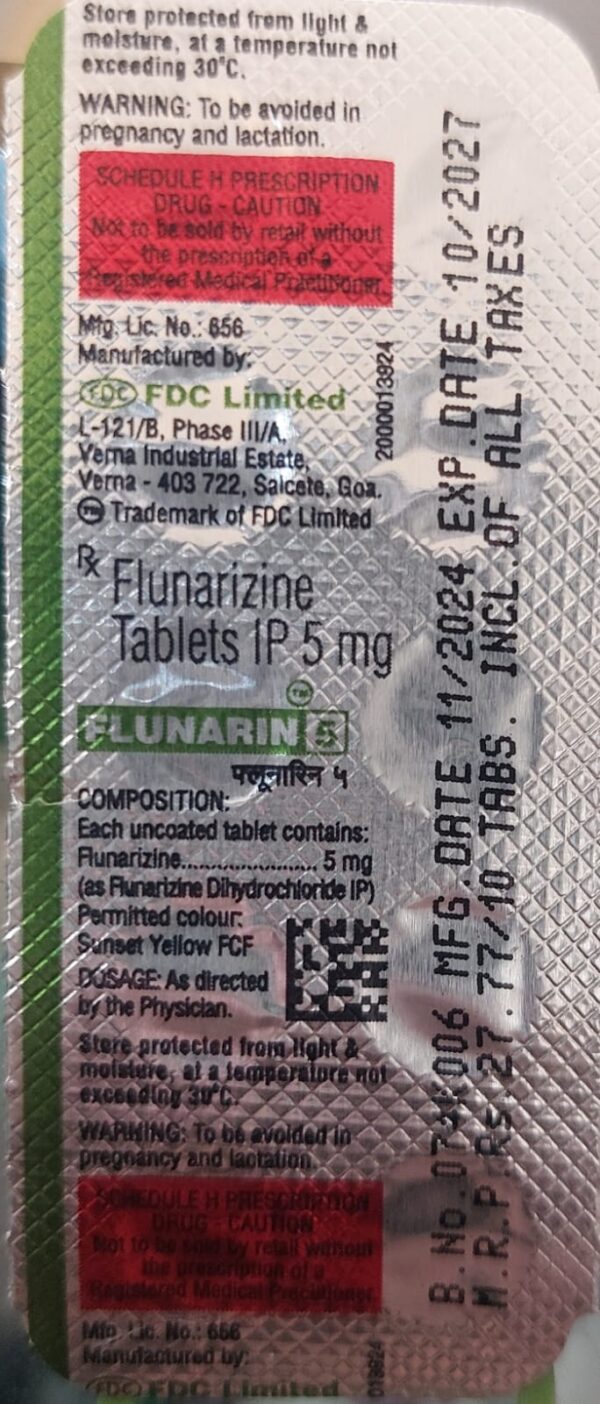 Store protected from light &
moisture, at a temperature not
exceeding 30°C.
WARNING: To be avoided in
pregnancy and lactation.
SCHEDULE H PRESCRIPTION
DRUG - CAUTION
Not to be sold by retail without
the prescription of a
Registered Medical Practitioner.
Mfg. Lic. No.: 656
Manufactured by:
FDC FDC Limited
L-121/B, Phase III/A,
Verna Industrial Estate,
Verna - 403 722, Salcete, Goa.
TM Trademark of FDC Limited
2000013924
Rx Flunarizine
Tablets IP 5 mg
TM
FLUNARIN 5
फ्लूनारिन ५
COMPOSITION:
Each uncoated tablet contains:
Flunarizine...................... 5 mg
(as Flunarizine Dihydrochloride IP)
Permitted colour:
Sunset Yellow FCF
DOSAGE: As directed
by the Physician.
Store protected from light &
moisture, at a temperature not
exceeding 30°C.
WARNING: To be avoided in
pregnancy and lactation.
SCHEDULE H PRESCRIPTION
DRUG - CAUTION
Not to be sold by retail without
the prescription of a
Registered Medical Practitioner.
Mfg. Lic. No.: 656
Manufactured by:
FDC FDC Limited
B.No.074K006 MFG.DATE 11/2024 EXP.DATE 10/2027
M.R.P.Rs.27.77/10 TABS. INCL.OF ALL TAXES